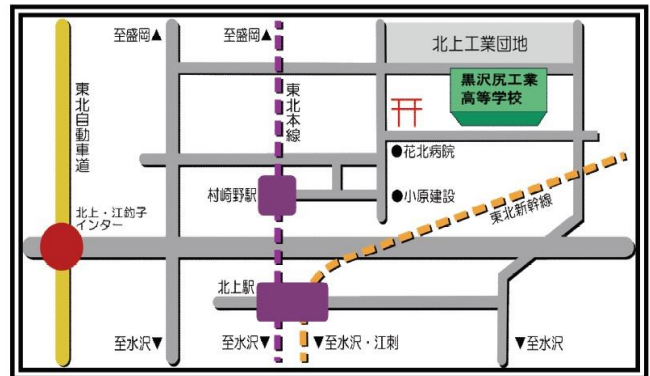 至盛岡▲
至盛岡▲
北上工業団地
黒沢尻工業
高等学校
東北自動車道
東北本線
●花北病院
村崎野駅
●小原建設
東北新幹線
北上・江釣子
インター
北上駅
至水沢▼
至水沢▼
▼至水沢・江刺
▼至水沢